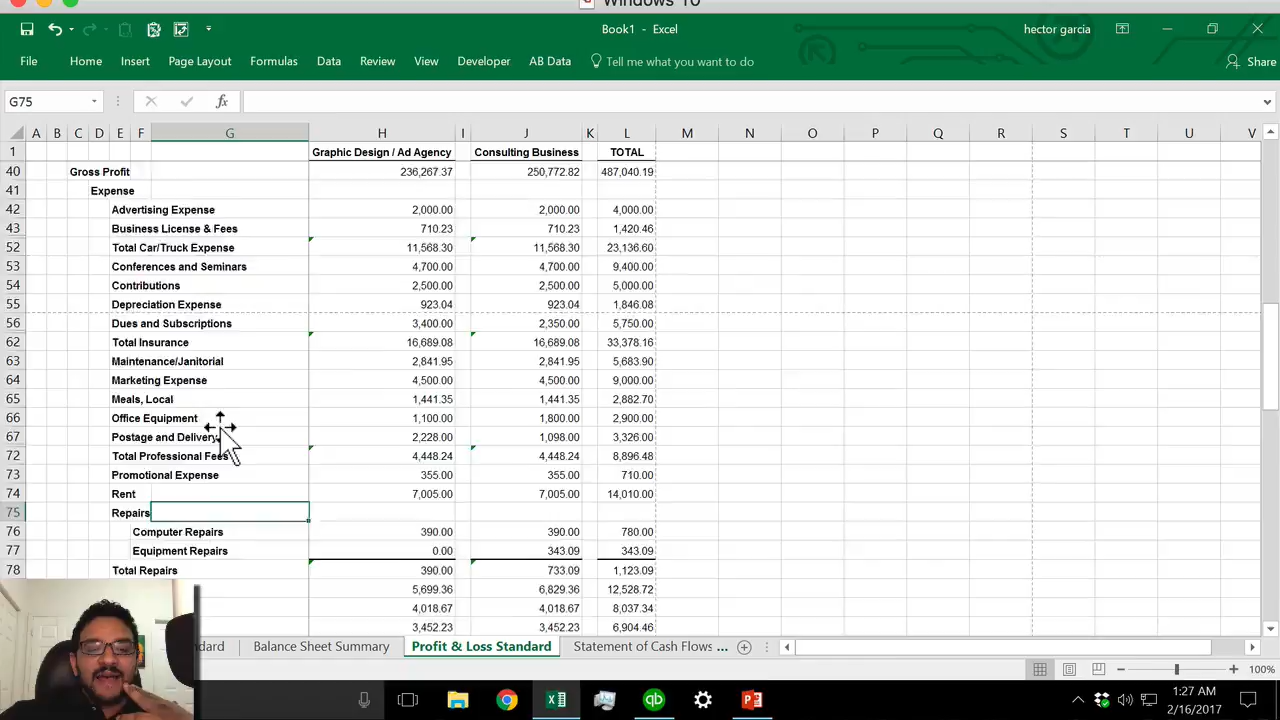 Windows 10
Book1 - Excel
hector garcia
File Home Insert Page Layout Formulas Data Review View Developer AB Data Tell me what you want to do Share
G75 fx
A B C D E F G H I J K L M N O P Q R S T U V
1 Graphic Design / Ad Agency Consulting Business TOTAL
40 Gross Profit 236,267.37 250,772.82 487,040.19
41 Expense
42 Advertising Expense 2,000.00 2,000.00 4,000.00
43 Business License & Fees 710.23 710.23 1,420.46
52 Total Car/Truck Expense 11,568.30 11,568.30 23,136.60
53 Conferences and Seminars 4,700.00 4,700.00 9,400.00
54 Contributions 2,500.00 2,500.00 5,000.00
55 Depreciation Expense 923.04 923.04 1,846.08
56 Dues and Subscriptions 3,400.00 2,350.00 5,750.00
62 Total Insurance 16,689.08 16,689.08 33,378.16
63 Maintenance/Janitorial 2,841.95 2,841.95 5,683.90
64 Marketing Expense 4,500.00 4,500.00 9,000.00
65 Meals, Local 1,441.35 1,441.35 2,882.70
66 Office Equipment 1,100.00 1,800.00 2,900.00
67 Postage and Delivery 2,228.00 1,098.00 3,326.00
72 Total Professional Fees 4,448.24 4,448.24 8,896.48
73 Promotional Expense 355.00 355.00 710.00
74 Rent 7,005.00 7,005.00 14,010.00
75 Repairs
76 Computer Repairs 390.00 390.00 780.00
77 Equipment Repairs 0.00 343.09 343.09
78 Total Repairs 390.00 733.09 1,123.09
5,699.36 6,829.36 12,528.72
4,018.67 4,018.67 8,037.34
3,452.23 3,452.23 6,904.46
dard Balance Sheet Summary Profit & Loss Standard Statement of Cash Flows ...
100%
1:27 AM
2/16/2017